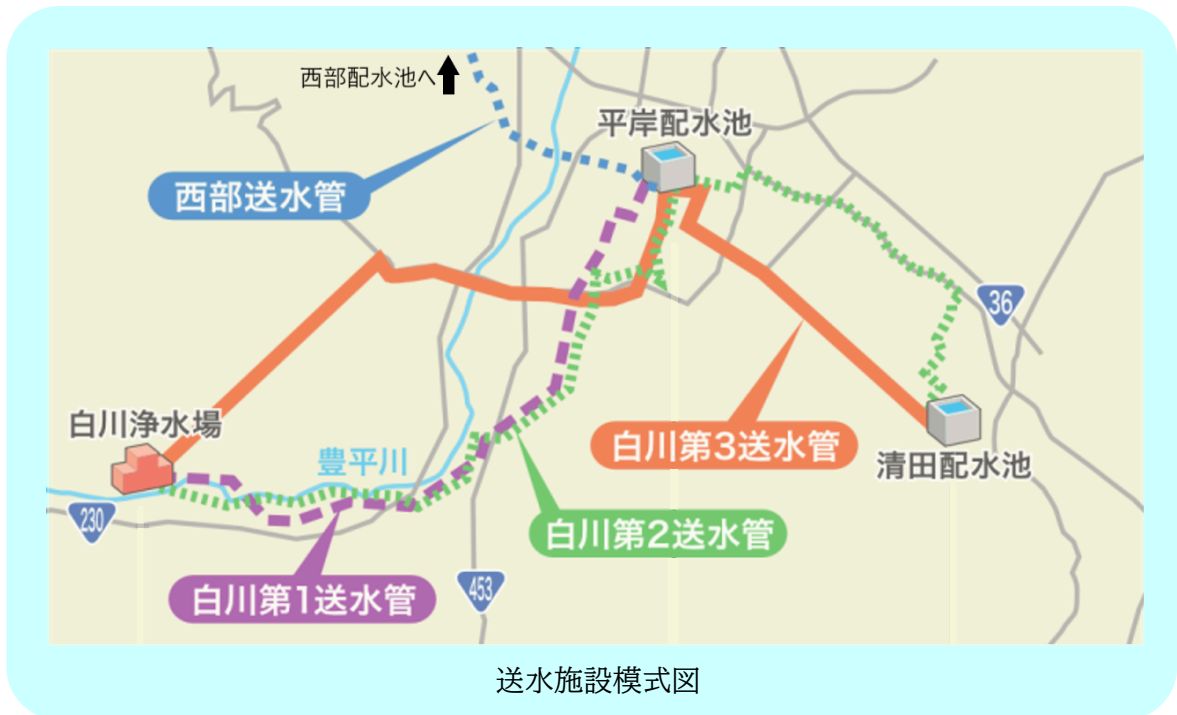 西部配水池へ
平岸配水池
西部送水管
36
白川浄水場
豊平川
白川第3送水管
清田配水池
230
白川第2送水管
453
白川第1送水管
送水施設模式図